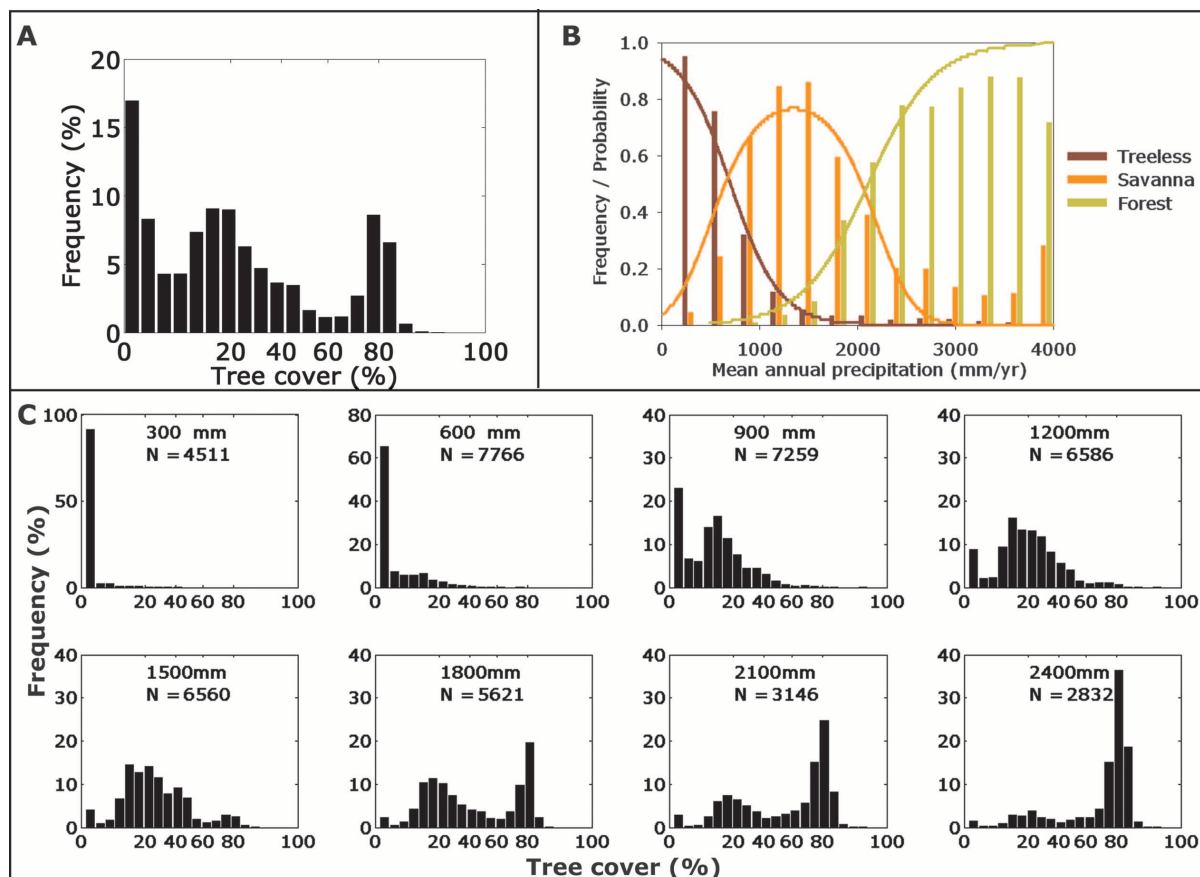 A
20
15
10
5
0
Frequency (%)
0 20 40 60 80 100
Tree cover (%)
B
1.0
0.8
0.6
0.4
0.2
0.0
Frequency / Probability
0 1000 2000 3000 4000
Mean annual precipitation (mm/yr)
Treeless
Savanna
Forest
C
Frequency (%)
100
50
0
300 mm
N = 4511
0 20 40 60 80 100
80
60
40
20
0
600 mm
N = 7766
0 20 40 60 80 100
40
30
20
10
0
900 mm
N = 7259
0 20 40 60 80 100
40
30
20
10
0
1200mm
N = 6586
0 20 40 60 80 100
40
30
20
10
0
1500mm
N = 6560
0 20 40 60 80 100
40
30
20
10
0
1800mm
N = 5621
0 20 40 60 80 100
40
30
20
10
0
2100mm
N = 3146
0 20 40 60 80 100
40
30
20
10
0
2400mm
N = 2832
0 20 40 60 80 100
Tree cover (%)